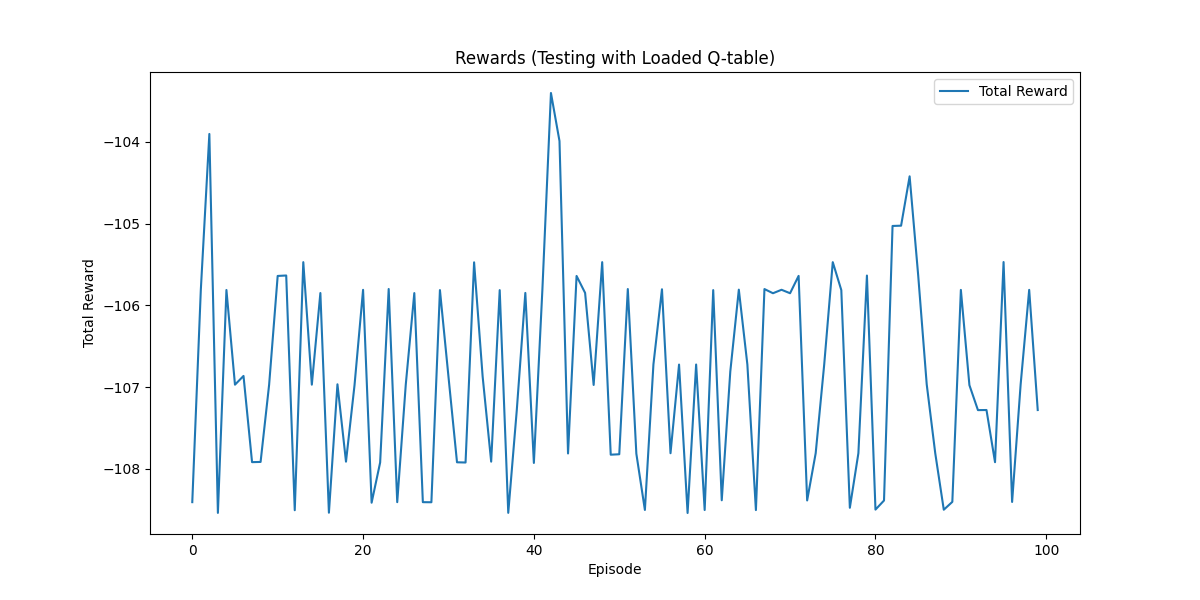 Rewards (Testing with Loaded Q-table)
Total Reward
Total Reward
−104
−105
−106
−107
−108
0 20 40 60 80 100
Episode